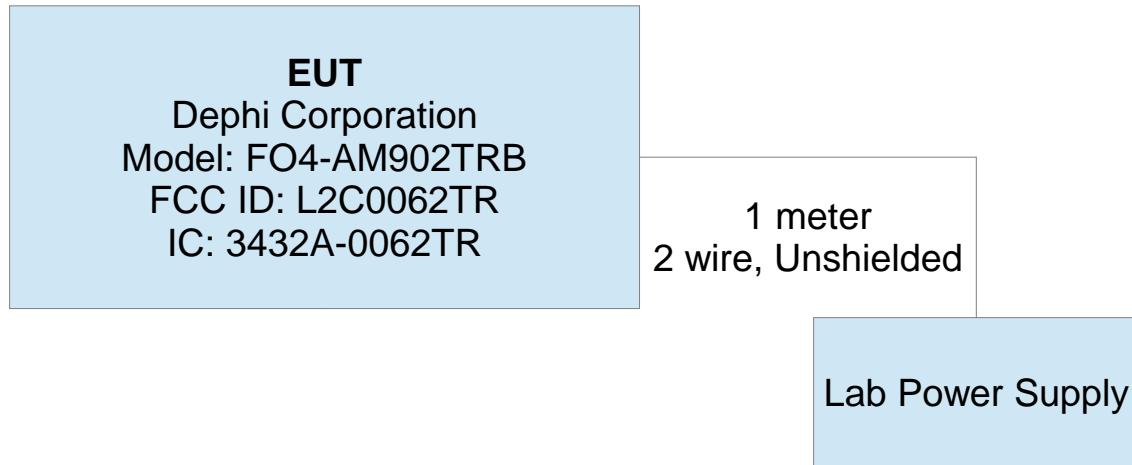 EUT
Dephi Corporation
Model: FO4-AM902TRB
FCC ID: L2C0062TR
IC: 3432A-0062TR
1 meter
2 wire, Unshielded
Lab Power Supply